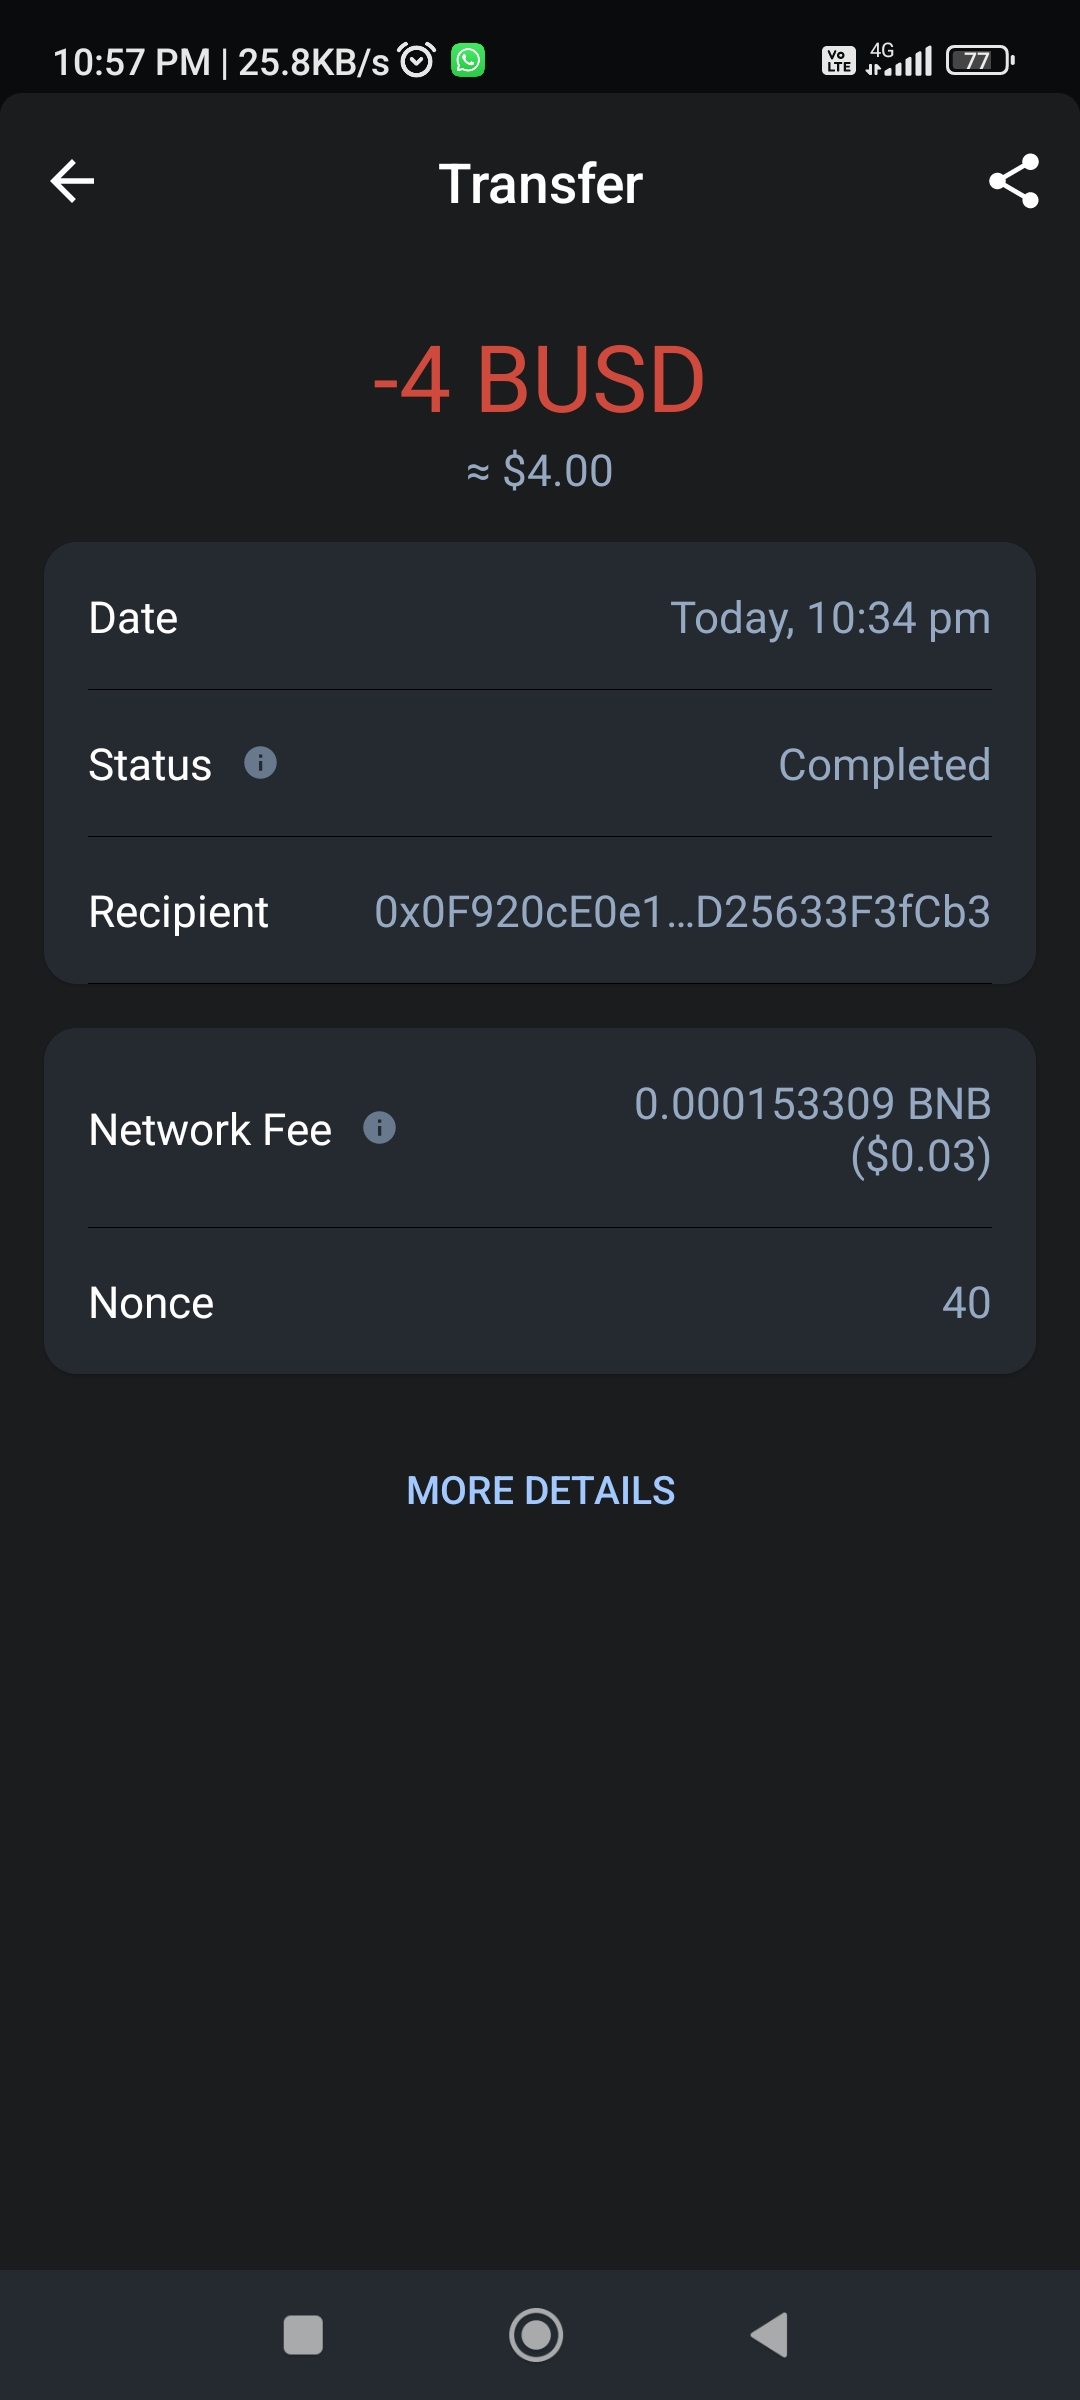 10:57 PM | 25.8KB/s Vo LTE 4G 77
Transfer
-4 BUSD
≈ $4.00
Date Today, 10:34 pm
Status Completed
Recipient 0x0F920cE0e1...D25633F3fCb3
Network Fee 0.000153309 BNB
($0.03)
Nonce 40
MORE DETAILS